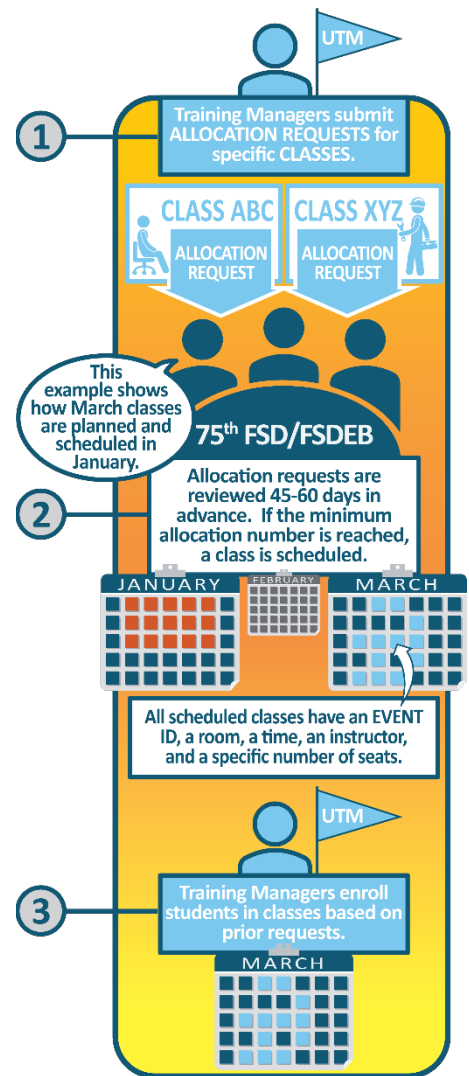 UTM
1
Training Managers submit
ALLOCATION REQUESTS for
specific CLASSES.
CLASS ABC
ALLOCATION
REQUEST
CLASS XYZ
ALLOCATION
REQUEST
This
example shows
how March classes
are planned and
scheduled in
January.
75th FSD/FSDEB
2
Allocation requests are
reviewed 45-60 days in
advance. If the minimum
allocation number is reached,
a class is scheduled.
JANUARY
FEBRUARY
MARCH
All scheduled classes have an EVENT
ID, a room, a time, an instructor,
and a specific number of seats.
UTM
3
Training Managers enroll
students in classes based on
prior requests.
MARCH